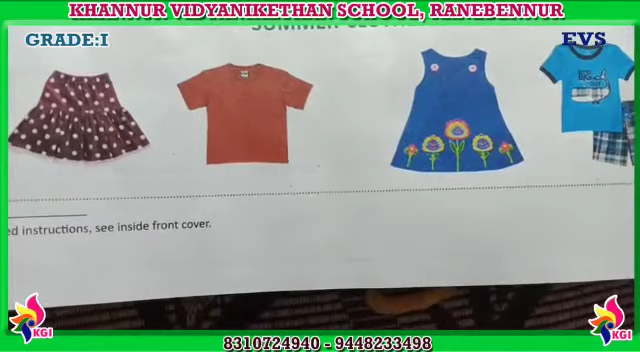 KHANNUR VIDYANIKETHAN SCHOOL, RANEBENNUR
GRADE:I
EVS
ed instructions, see inside front cover.
KGI
KGI
8310724940 - 9448233498